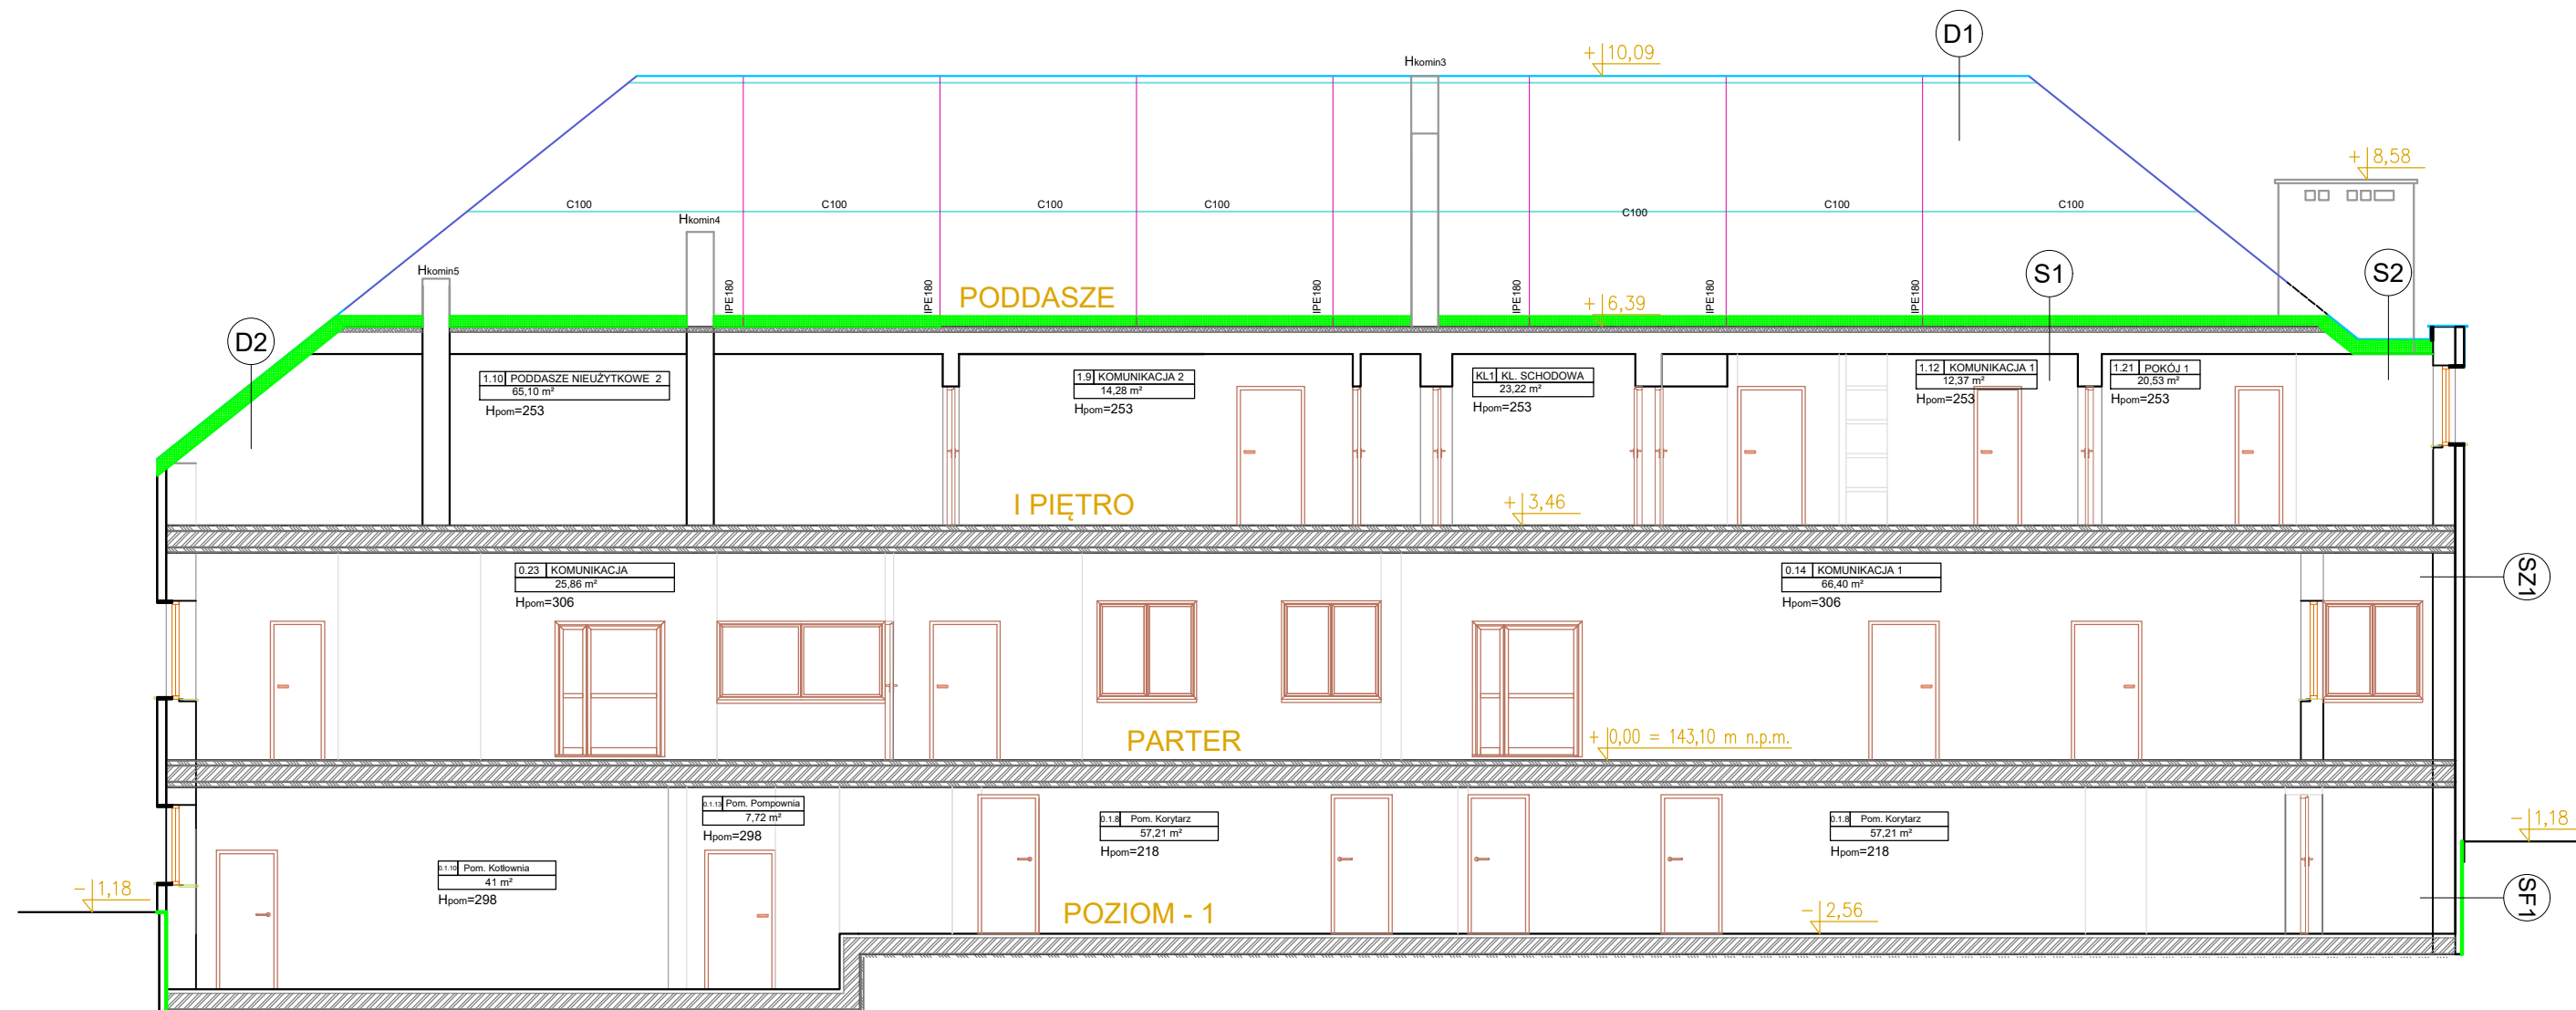 D1
+ 10,09
Hkomin3
+ 8,58
C100
C100
C100
C100
C100
C100
C100
Hkomin4
Hkomin5
S1
S2
IPE180
IPE180
IPE180
IPE180
IPE180
IPE180
PODDASZE
+ 6,39
D2
1.10 PODDASZE NIEUŻYTKOWE 2
65,10 m²
Hpom=253
1.9 KOMUNIKACJA 2
14,28 m²
Hpom=253
KL1 KL. SCHODOWA
23,22 m²
Hpom=253
1.12 KOMUNIKACJA 1
12,37 m²
Hpom=253
1.21 POKÓJ 1
20,53 m²
Hpom=253
I PIĘTRO
+ 3,46
0.23 KOMUNIKACJA
25,86 m²
Hpom=306
0.14 KOMUNIKACJA 1
66,40 m²
Hpom=306
SZ1
PARTER
+ 0,00 = 143,10 m n.p.m.
0.1.13 Pom. Pompownia
7,72 m²
Hpom=298
0.1.8 Pom. Korytarz
57,21 m²
Hpom=218
0.1.8 Pom. Korytarz
57,21 m²
Hpom=218
- 1,18
0.1.10 Pom. Kotłownia
41 m²
Hpom=298
- 1,18
POZIOM - 1
- 2,56
SF1